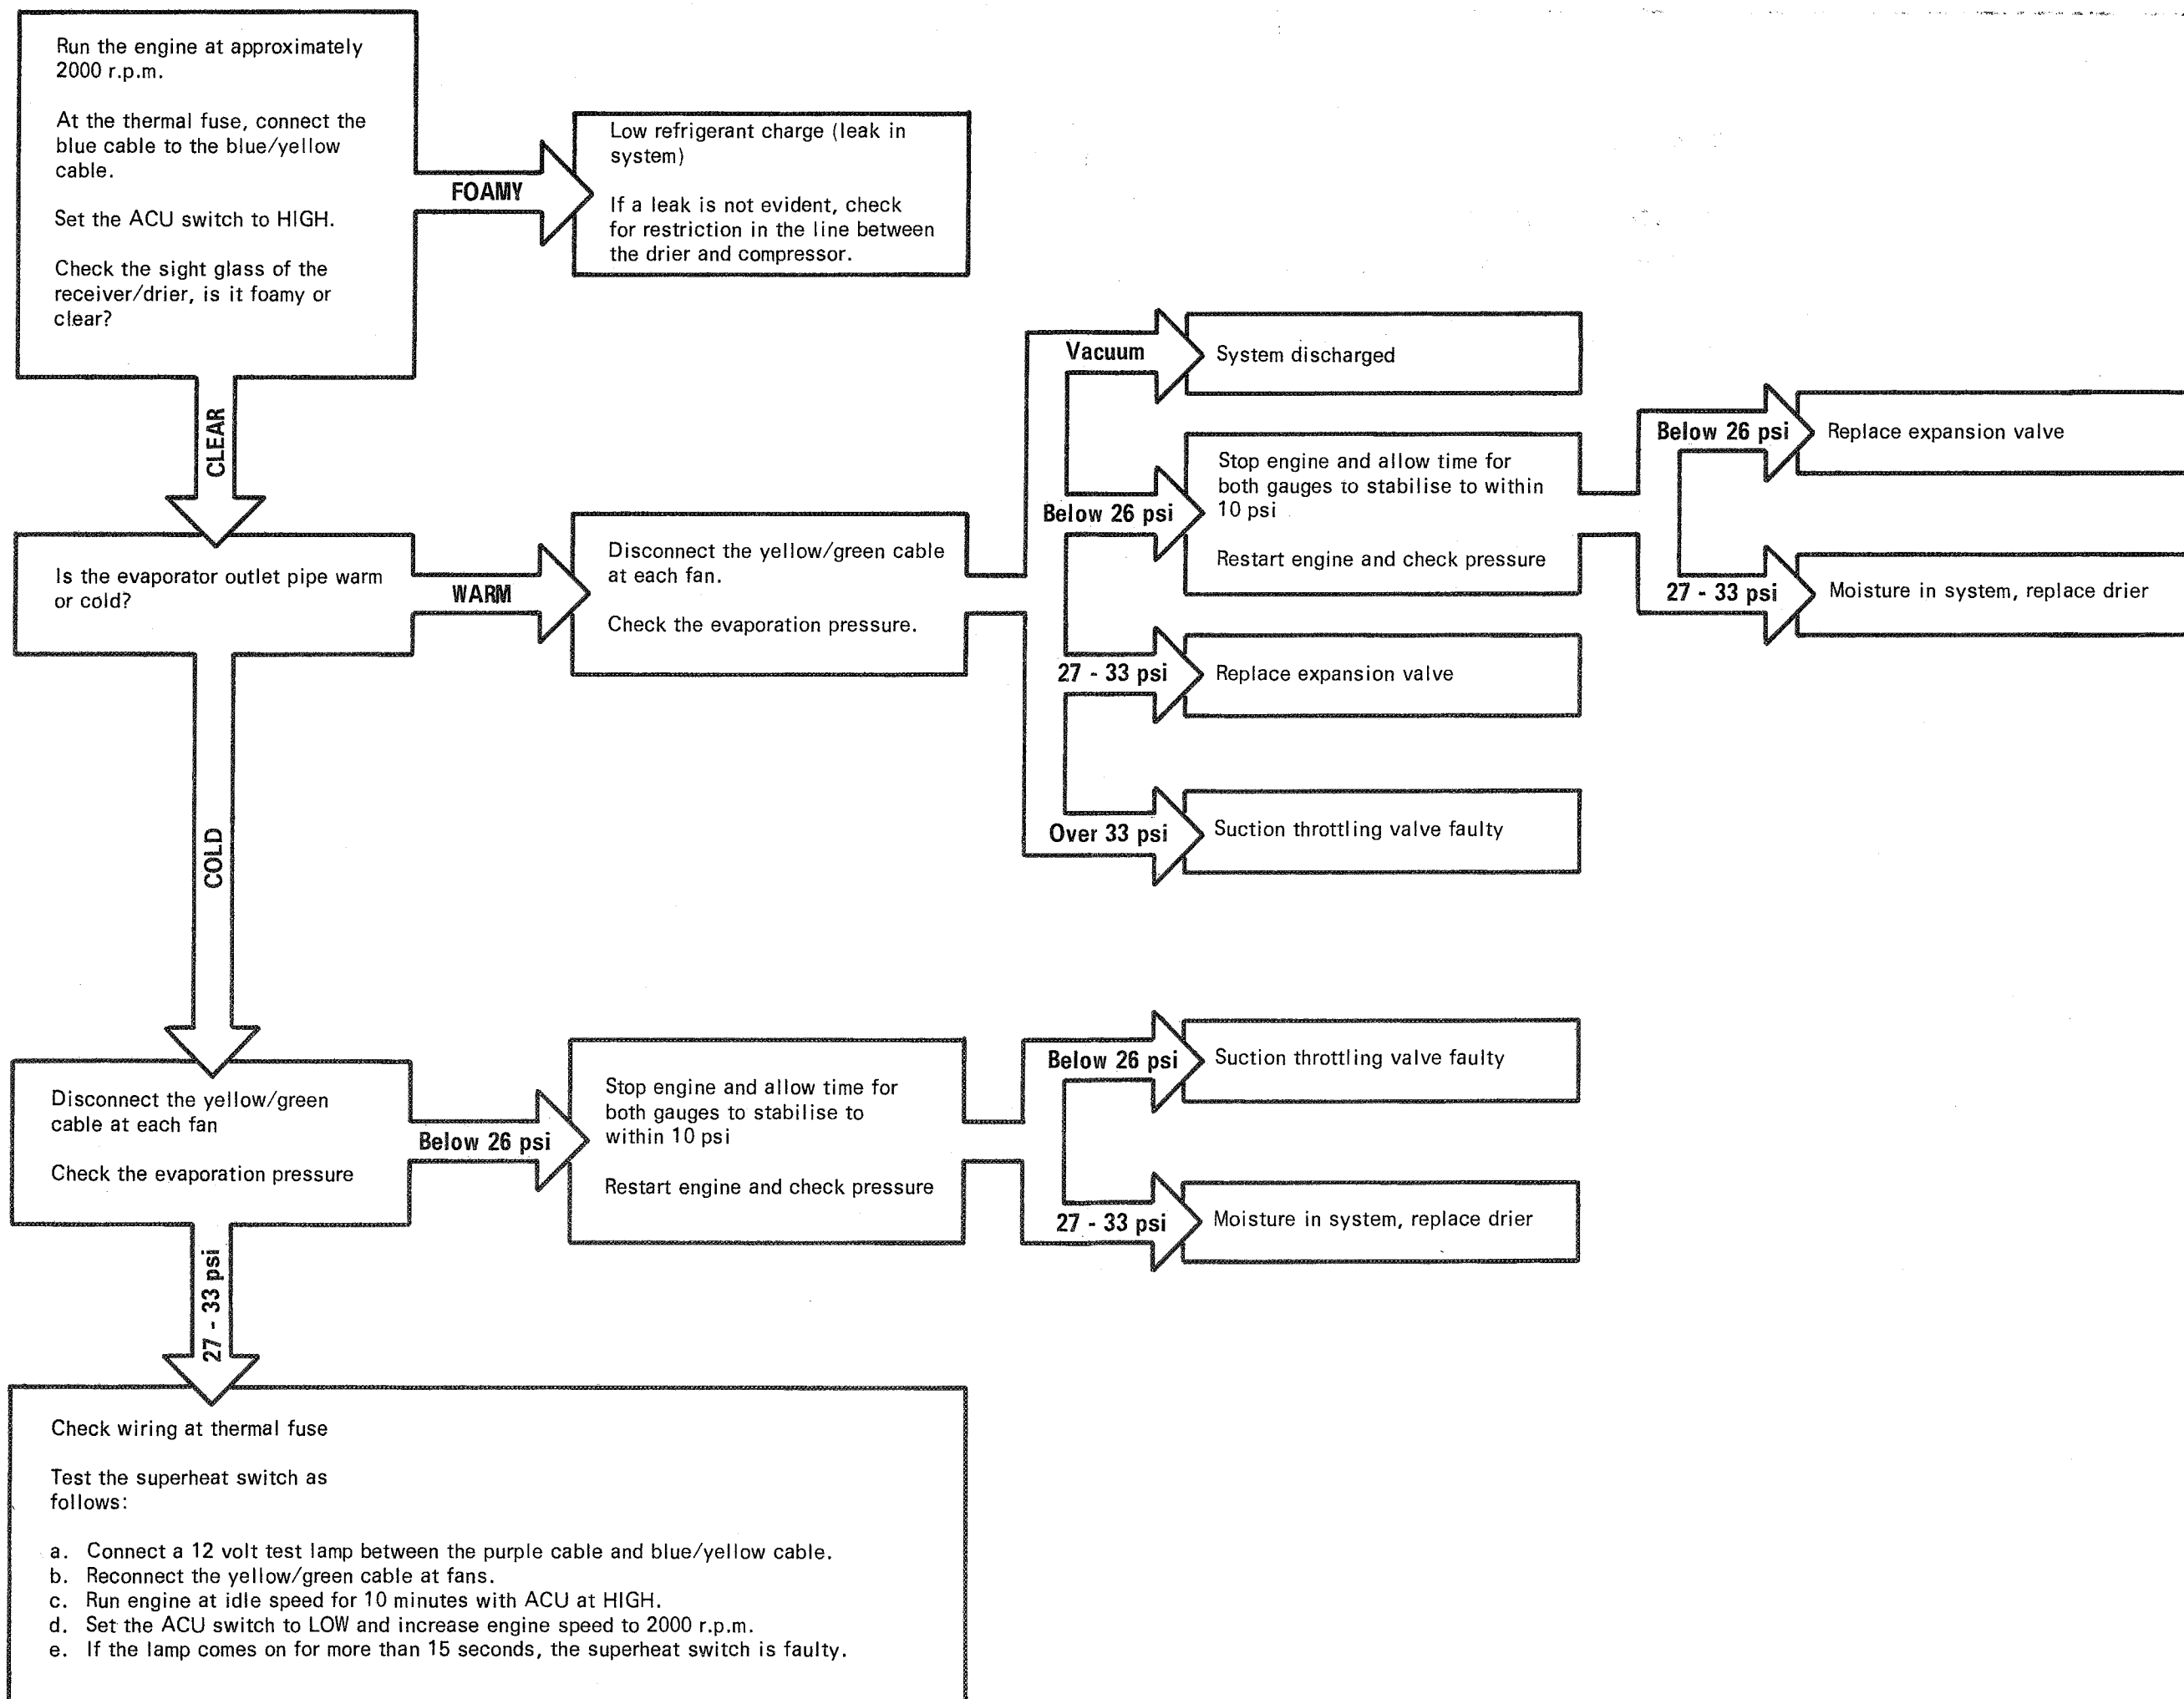 Run the engine at approximately
2000 r.p.m.
At the thermal fuse, connect the
blue cable to the blue/yellow
cable.
Set the ACU switch to HIGH.
Check the sight glass of the
receiver/drier, is it foamy or
clear?
FOAMY
Low refrigerant charge (leak in
system)
If a leak is not evident, check
for restriction in the line between
the drier and compressor.
CLEAR
Is the evaporator outlet pipe warm
or cold?
WARM
Disconnect the yellow/green cable
at each fan.
Check the evaporation pressure.
Vacuum
System discharged
Below 26 psi
Stop engine and allow time for
both gauges to stabilise to within
10 psi
Restart engine and check pressure
Below 26 psi
Replace expansion valve
27 - 33 psi
Moisture in system, replace drier
27 - 33 psi
Replace expansion valve
Over 33 psi
Suction throttling valve faulty
COLD
Disconnect the yellow/green
cable at each fan
Check the evaporation pressure
Below 26 psi
Stop engine and allow time for
both gauges to stabilise to
within 10 psi
Restart engine and check pressure
Below 26 psi
Suction throttling valve faulty
27 - 33 psi
Moisture in system, replace drier
27 - 33 psi
Check wiring at thermal fuse
Test the superheat switch as
follows:
a. Connect a 12 volt test lamp between the purple cable and blue/yellow cable.
b. Reconnect the yellow/green cable at fans.
c. Run engine at idle speed for 10 minutes with ACU at HIGH.
d. Set the ACU switch to LOW and increase engine speed to 2000 r.p.m.
e. If the lamp comes on for more than 15 seconds, the superheat switch is faulty.